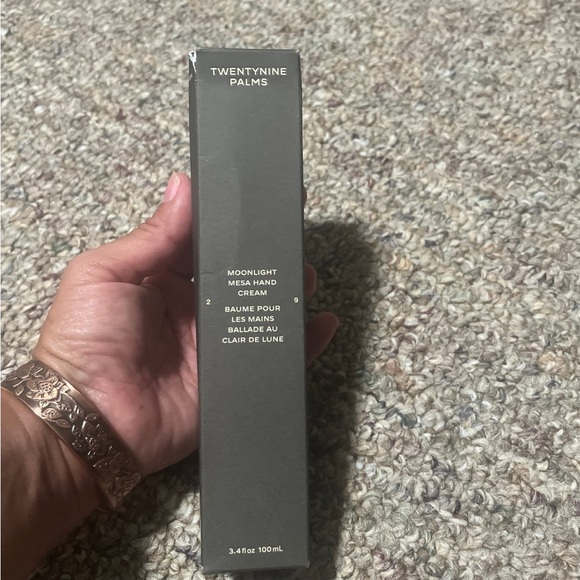 TWENTYNINE
PALMS
MOONLIGHT
MESA HAND
CREAM
2 9
BAUME POUR
LES MAINS
BALLADE AU
CLAIR DE LUNE
3.4 fl oz 100 mL